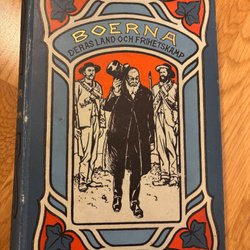 BOERNA
DERAS LAND OCH FRIHETSKAMP